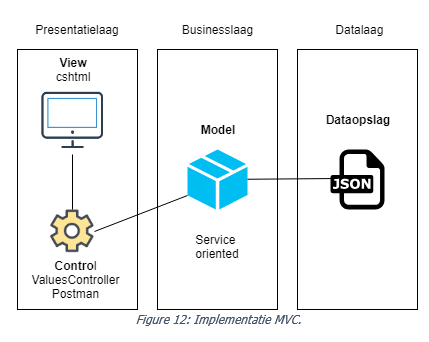 Presentatielaag
Businesslaag
Datalaag
View
cshtml
Control
ValuesController
Postman
Model
Service
oriented
Dataopslag
JSON
Figure 12: Implementatie MVC.